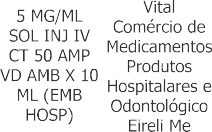 5 MG/ML
SOL INJ IV
CT 50 AMP
VD AMB X 10
ML (EMB
HOSP)
Vital
Comércio de
Medicamentos
Produtos
Hospitalares e
Odontológico
Eireli Me